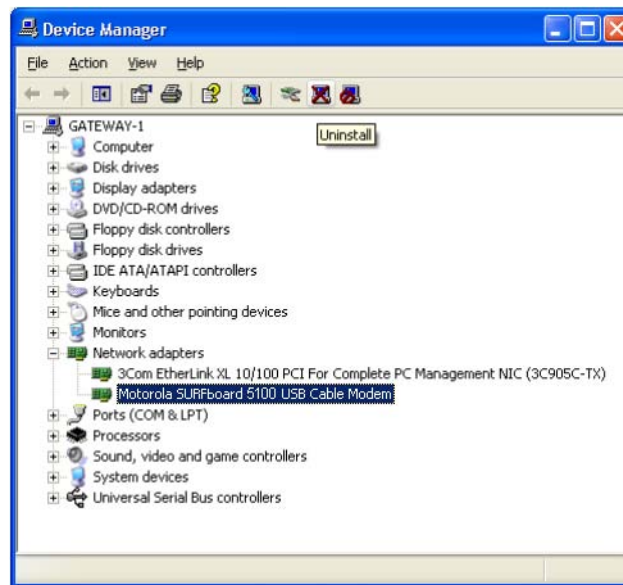 Device Manager
File Action View Help
Uninstall
GATEWAY-1
Computer
Disk drives
Display adapters
DVD/CD-ROM drives
Floppy disk controllers
Floppy disk drives
IDE ATA/ATAPI controllers
Keyboards
Mice and other pointing devices
Monitors
Network adapters
3Com EtherLink XL 10/100 PCI For Complete PC Management NIC (3C905C-TX)
Motorola SURFboard 5100 USB Cable Modem
Ports (COM & LPT)
Processors
Sound, video and game controllers
System devices
Universal Serial Bus controllers